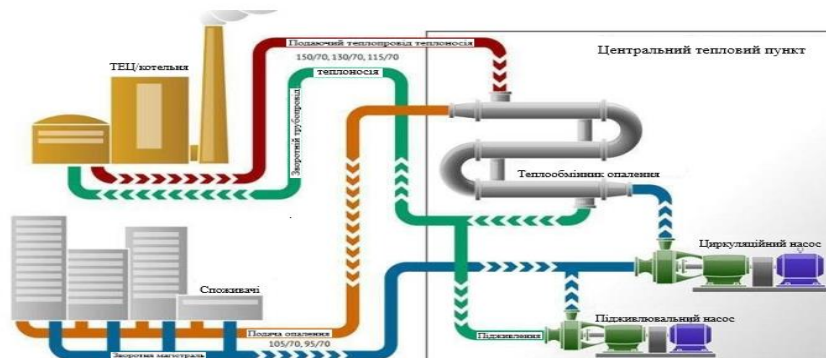 Подаючий теплопровід теплоносія
150/70, 130/70, 115/70
теплоносія
Зворотній трубопровід
ТЕЦ/котельня
Центральний тепловий пункт
Теплообмінник опалення
Циркуляційний насос
Споживачі
Підживлювальний насос
Подача опалення
105/70, 95/70
Підживлення
Зворотна магістраль